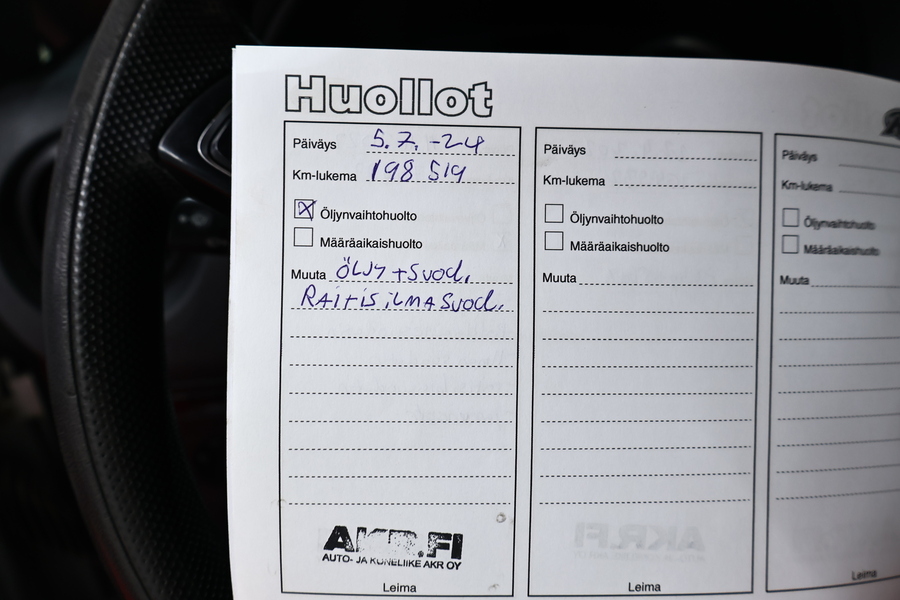 Huollot
Päiväys 5.7.-24
Km-lukema 198 519
Öljynvaihtohuolto
Määräaikaishuolto
Muuta ÖLJY+SUOD.
RAITISILMASUOD.
AKR.FI
AUTO- JA KONELIIKE AKR OY
Leima
Päiväys
Km-lukema
Öljynvaihtohuolto
Määräaikaishuolto
Muuta
AKR.FI
Leima
Päiväys
Km-lukema
Öljynvaihtohuolto
Määräaikaishuolto
Muuta
Leima